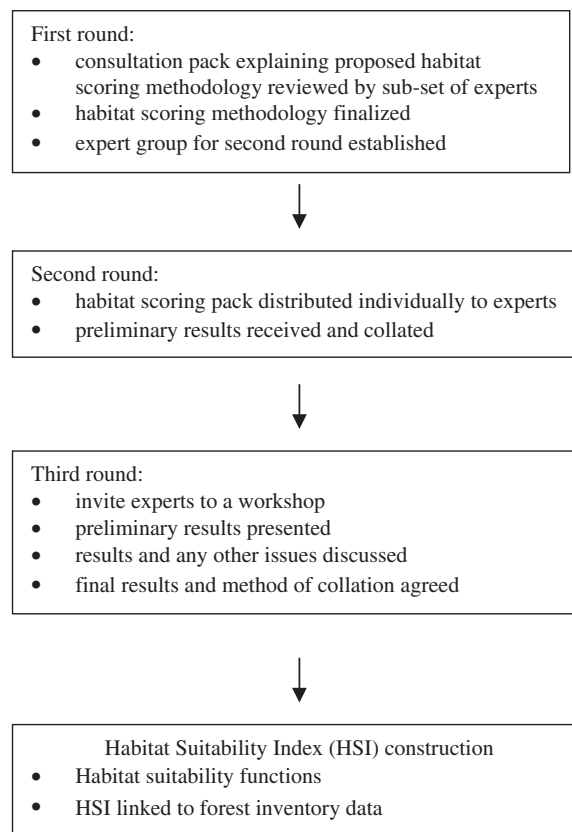 First round:
• consultation pack explaining proposed habitat
scoring methodology reviewed by sub-set of experts
• habitat scoring methodology finalized
• expert group for second round established
Second round:
• habitat scoring pack distributed individually to experts
• preliminary results received and collated
Third round:
• invite experts to a workshop
• preliminary results presented
• results and any other issues discussed
• final results and method of collation agreed
Habitat Suitability Index (HSI) construction
• Habitat suitability functions
• HSI linked to forest inventory data